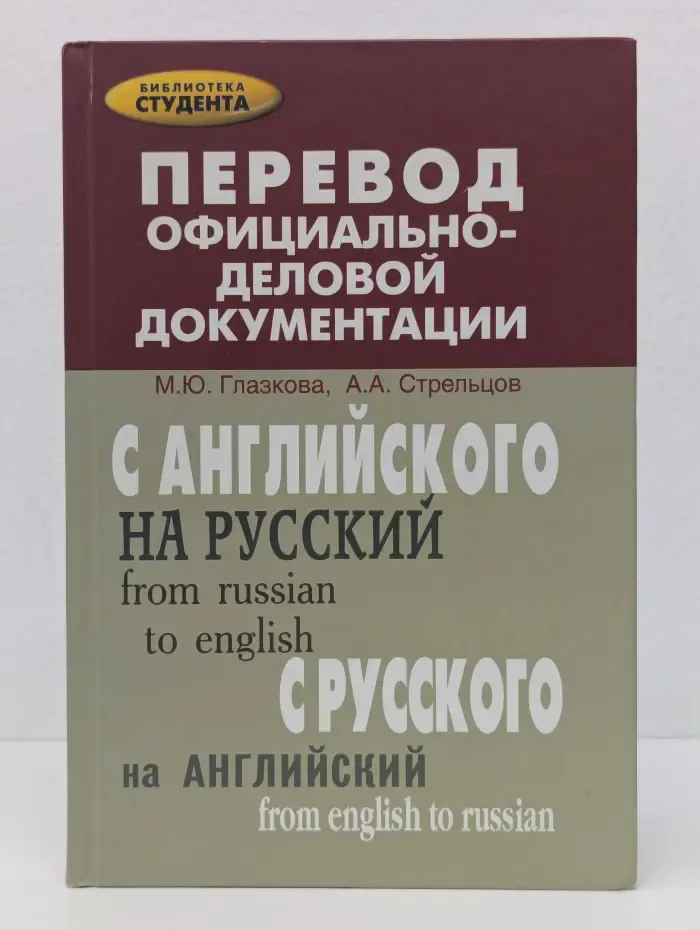 БИБЛИОТЕКА
СТУДЕНТА
ПЕРЕВОД
ОФИЦИАЛЬНО-
ДЕЛОВОЙ
ДОКУМЕНТАЦИИ
М.Ю. Глазкова, А.А. Стрельцов
С АНГЛИЙСКОГО
НА РУССКИЙ
from russian
to english
С РУССКОГО
на АНГЛИЙСКИЙ
from english to russian